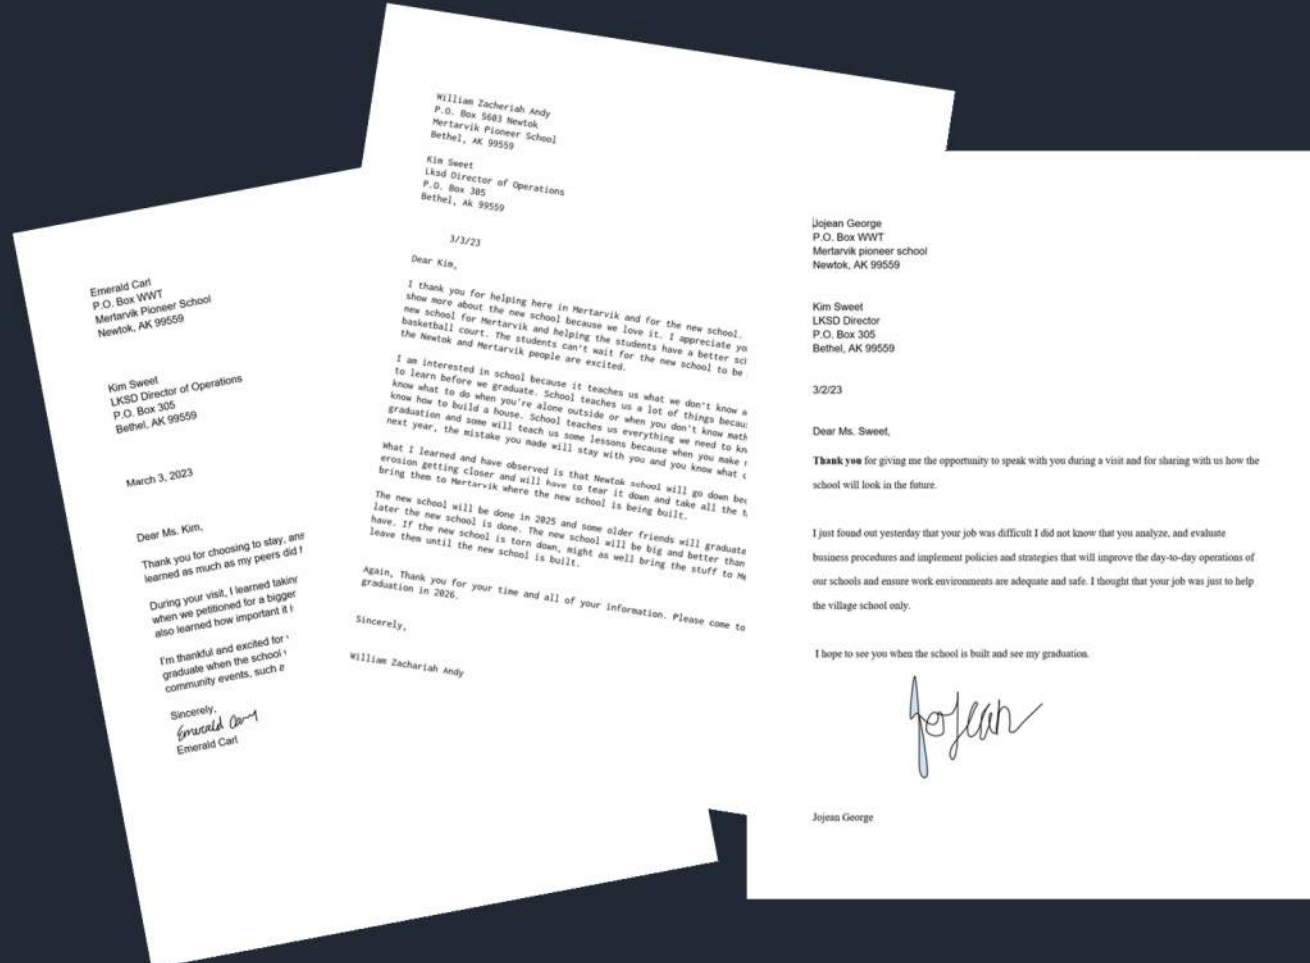 Emerald Carl
P.O. Box WWT
Mertarvik Pioneer School
Newtok, AK 99559
Kim Sweet
LKSD Director of Operations
P.O. Box 305
Bethel, AK 99559
March 3, 2023
Dear Ms. Kim,
Thank you for choosing to stay,
learned as much as my peers did
During your visit, I learned
when we petitioned for a bigger
also learned how important it
I'm thankful and excited for
graduate when the school
community events, such
Sincerely,
Emerald Carl
Emerald Carl
William Zacheriah Andy
P.O. Box 5603 Newtok
Mertarvik Pioneer School
Bethel, AK 99559
Kim Sweet
Lksd Director of Operations
P.O. Box 305
Bethel, Ak 99559
3/3/23
Dear Kim,
I thank you for helping here in Mertarvik and for the new school.
show more about the new school because we love it. I appreciate
new school for Mertarvik and helping the students have a better
basketball court. The students can't wait for the new school to be
the Newtok and Mertarvik people are excited.
I am interested in school because it teaches us what we don't know
to learn before we graduate. School teaches us a lot of things
know what to do when you're alone outside or when you don't know math
know how to build a house. School teaches us everything we need to
graduation and some will teach us some lessons because when you make
next year, the mistake you made will stay with you and you know what
What I learned and have observed is that Newtok school will go down
erosion getting closer and will have to tear it down and take all the
bring them to Mertarvik where the new school is being built.
The new school will be done in 2025 and some older friends will graduate
later the new school is done. The new school will be big and better than
have. If the new school is torn down, might as well bring the stuff to
leave them until the new school is built.
Again, Thank you for your time and all of your information. Please come to
graduation in 2026.
Sincerely,
William Zachariah Andy
Jojean George
P.O. Box WWT
Mertarvik pioneer school
Newtok, AK 99559
Kim Sweet
LKSD Director
P.O. Box 305
Bethel, AK 99559
3/2/23
Dear Ms. Sweet,
Thank you for giving me the opportunity to speak with you during a visit and for sharing with us how the
school will look in the future.
I just found out yesterday that your job was difficult I did not know that you analyze, and evaluate
business procedures and implement policies and strategies that will improve the day-to-day operations of
our schools and ensure work environments are adequate and safe. I thought that your job was just to help
the village school only.
I hope to see you when the school is built and see my graduation.
Jojean
Jojean George